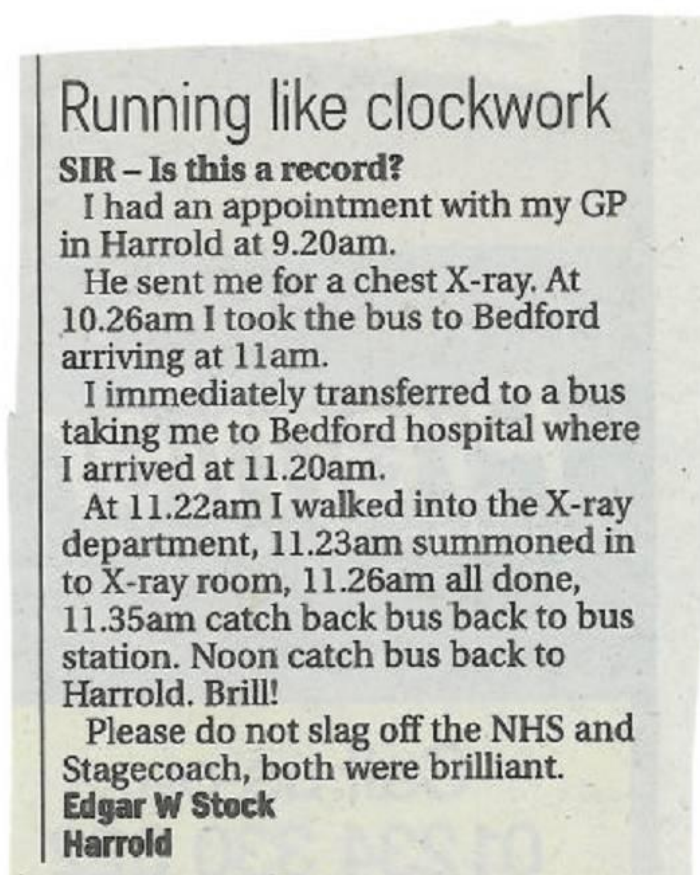 Running like clockwork
SIR – Is this a record?
I had an appointment with my GP
in Harrold at 9.20am.
He sent me for a chest X-ray. At
10.26am I took the bus to Bedford
arriving at 11am.
I immediately transferred to a bus
taking me to Bedford hospital where
I arrived at 11.20am.
At 11.22am I walked into the X-ray
department, 11.23am summoned in
to X-ray room, 11.26am all done,
11.35am catch back bus back to bus
station. Noon catch bus back to
Harrold. Brill!
Please do not slag off the NHS and
Stagecoach, both were brilliant.
Edgar W Stock
Harrold